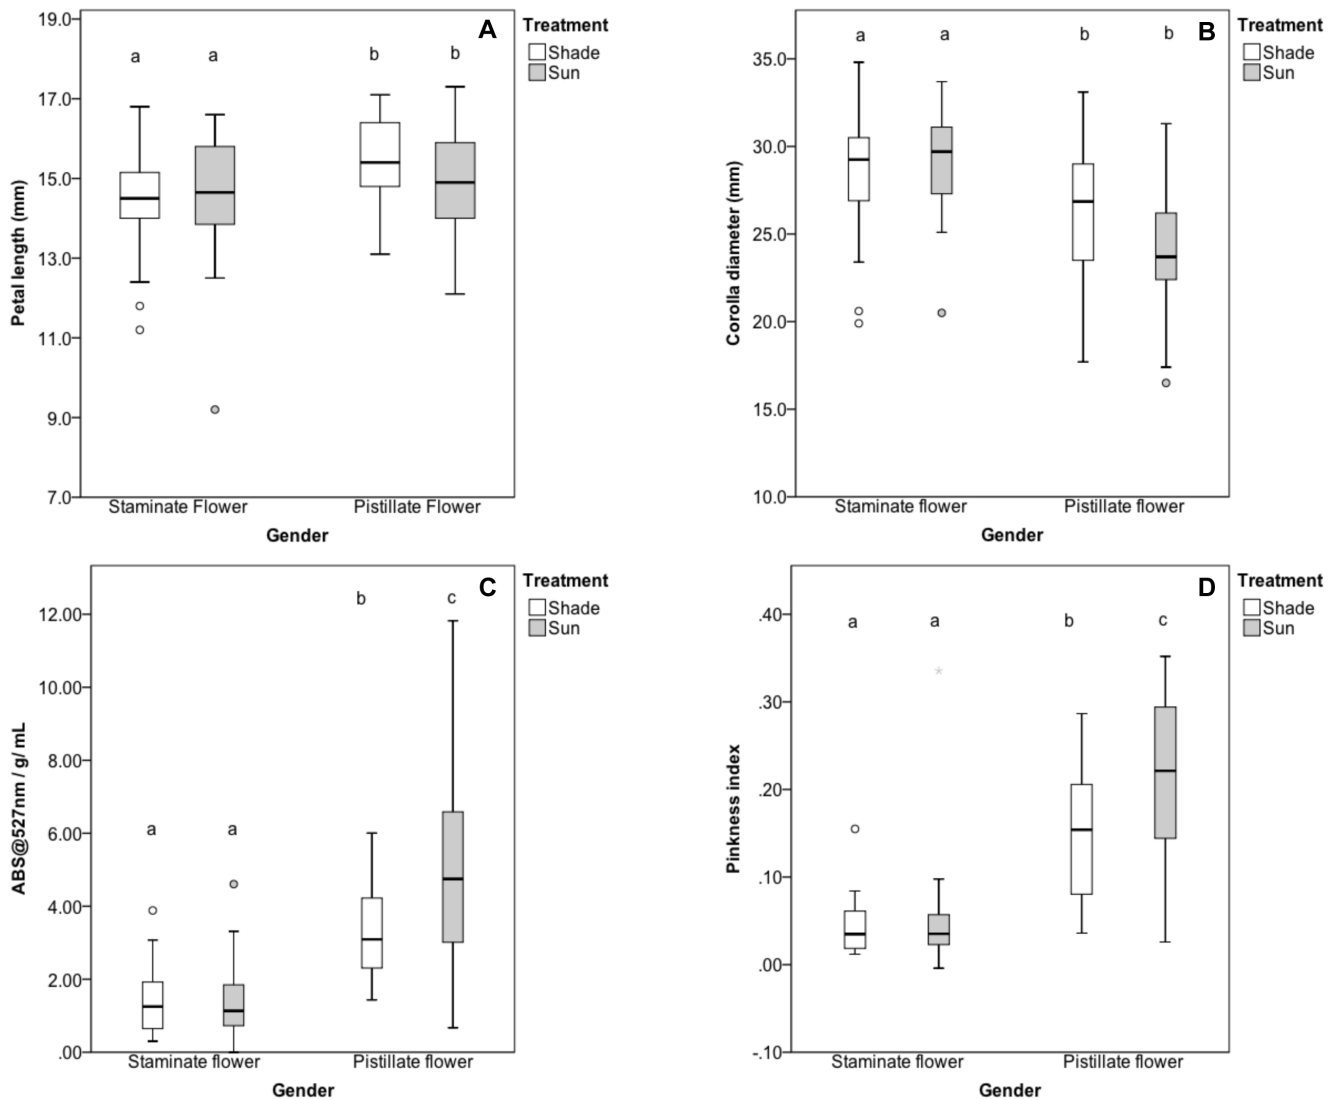 A
Treatment
Shade
Sun
19.0
17.0
15.0
13.0
11.0
9.0
7.0
a a b b
Petal length (mm)
Staminate Flower Pistillate Flower
Gender
B
Treatment
Shade
Sun
35.0
30.0
25.0
20.0
15.0
10.0
a a b b
Corolla diameter (mm)
Staminate flower Pistillate flower
Gender
C
Treatment
Shade
Sun
12.00
10.00
8.00
6.00
4.00
2.00
.00
a a b c
ABS@527nm / g/ mL
Staminate flower Pistillate flower
Gender
D
Treatment
Shade
Sun
.40
.30
.20
.10
.00
-.10
a a b c
Pinkness index
Staminate flower Pistillate flower
Gender